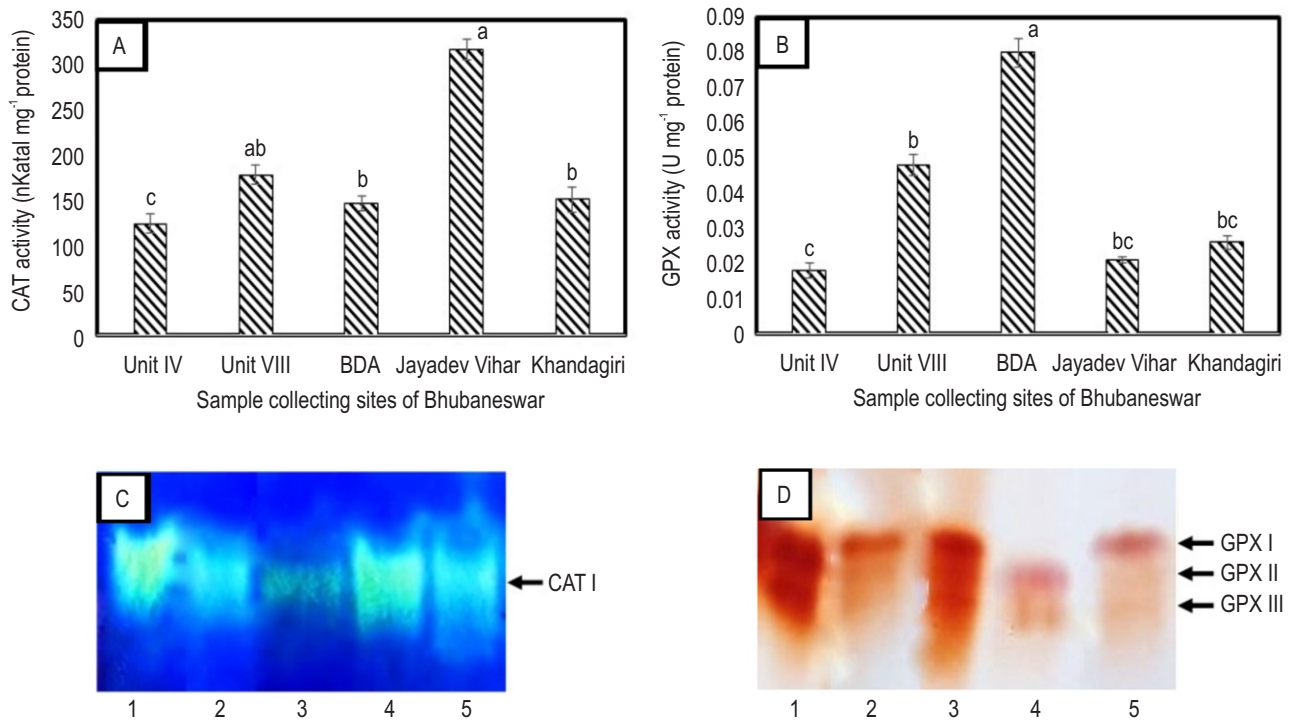 A
CAT activity (nKatal mg-1 protein)
350
300
250
200
150
100
50
0
c
ab
b
a
b
Unit IV Unit VIII BDA Jayadev Vihar Khandagiri
Sample collecting sites of Bhubaneswar
B
GPX activity (U mg-1 protein)
0.09
0.08
0.07
0.06
0.05
0.04
0.03
0.02
0.01
0
c
b
a
bc
bc
Unit IV Unit VIII BDA Jayadev Vihar Khandagiri
Sample collecting sites of Bhubaneswar
C
CAT I
1 2 3 4 5
D
GPX I
GPX II
GPX III
1 2 3 4 5